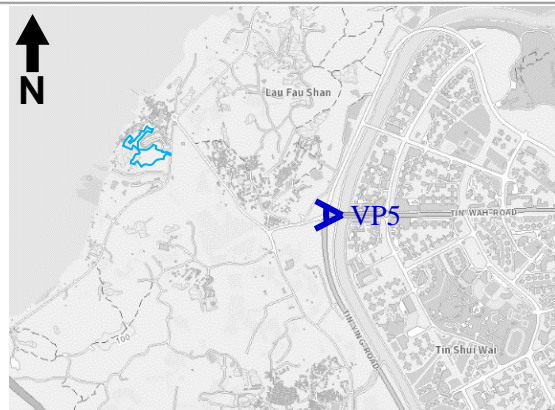 N
Lau Fau Shan
VP5
TIN WAH ROAD
TIN YING ROAD
Tin Shui Wai
100